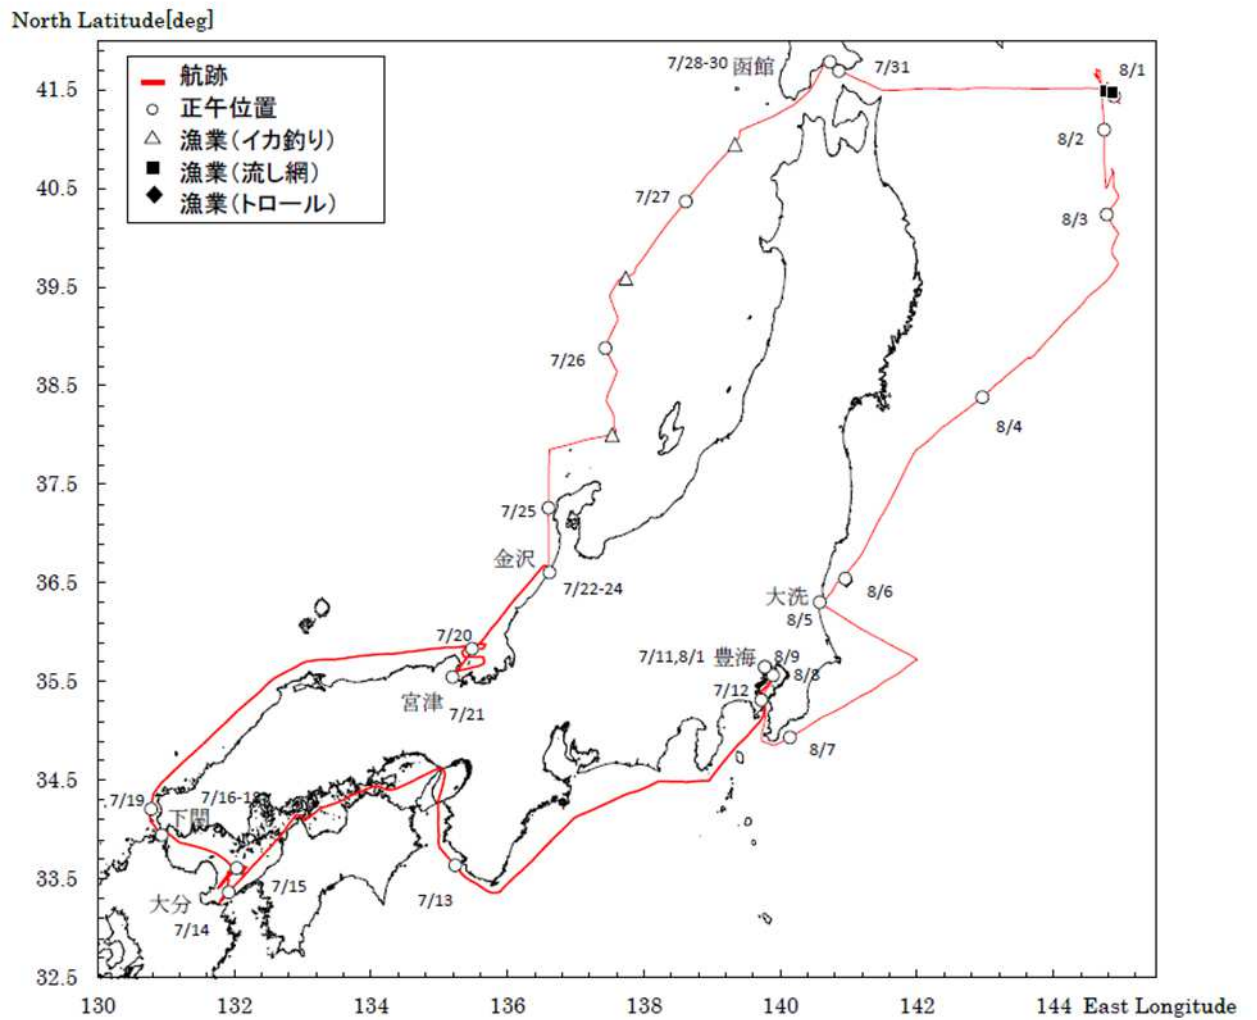 North Latitude[deg]
航跡
正午位置
漁業(イカ釣り)
漁業(流し網)
漁業(トロール)
7/28-30 函館
7/31
8/1
41.5
8/2
40.5
7/27
8/3
39.5
7/26
38.5
8/4
37.5
7/25
金沢
36.5
7/22-24
大洗
8/6
8/5
7/20
7/11,8/1 豊海 8/9
35.5
7/12
8/8
宮津
7/21
8/7
34.5
7/19
7/16-18
下関
33.5
大分
7/15
7/13
7/14
32.5
130 132 134 136 138 140 142 144 East Longitude